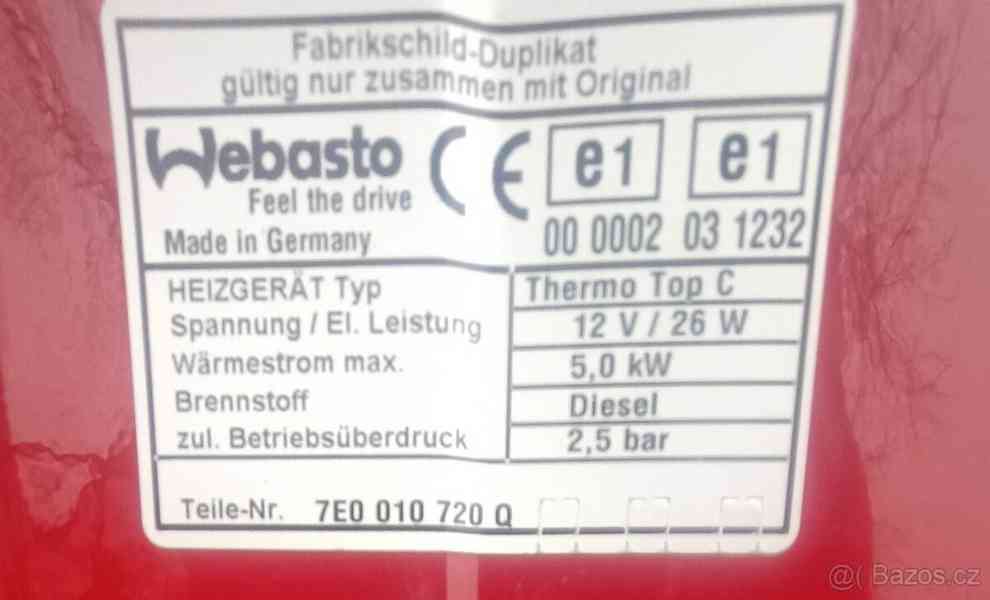 Fabrikschild-Duplikat
gültig nur zusammen mit Original
Webasto CE e1 e1
Feel the drive
Made in Germany 00 0002 03 1232
HEIZGERÄT Typ Thermo Top C
Spannung / El. Leistung 12 V / 26 W
Wärmestrom max. 5,0 kW
Brennstoff Diesel
zul. Betriebsüberdruck 2,5 bar
Teile-Nr. 7E0 010 720 Q
@( Bazos.cz